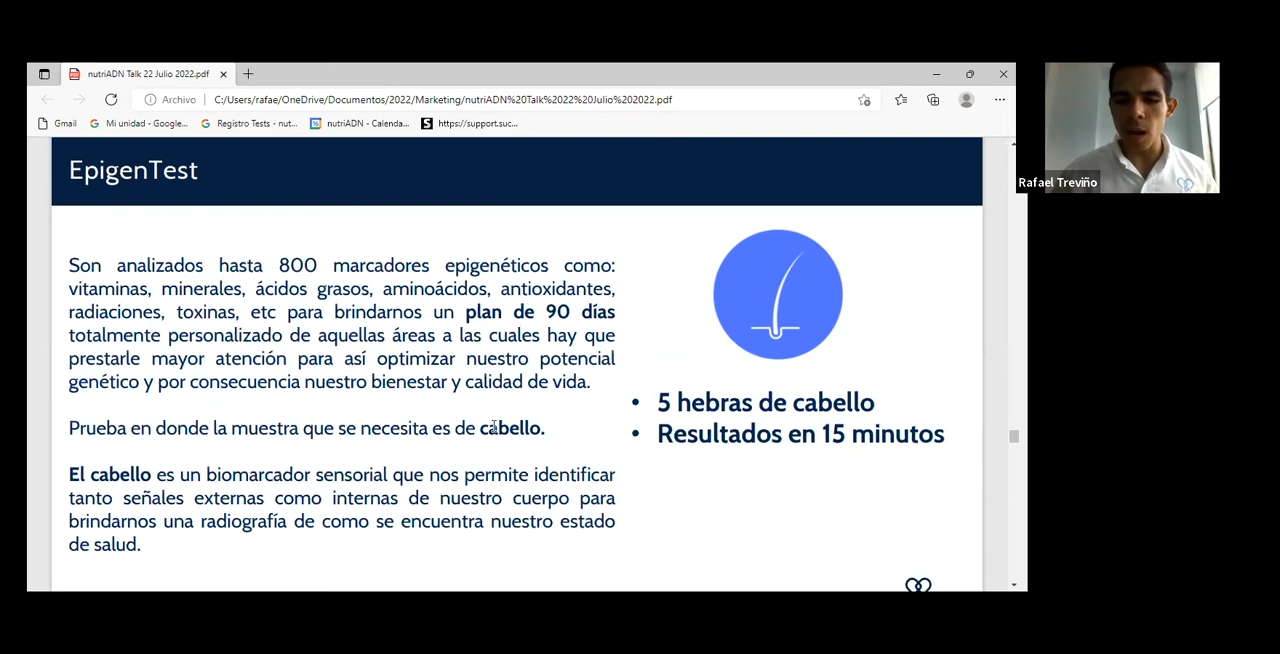 nutriADN Talk 22 Julio 2022.pdf
Archivo
C:/Users/rafae/OneDrive/Documentos/2022/Marketing/nutriADN%20Talk%2022%20Julio%202022.pdf
Gmail
Mi unidad - Google...
Registro Tests - nut...
nutriADN - Calenda...
https://support.suc...
Rafael Treviño
EpigenTest
Son analizados hasta 800 marcadores epigenéticos como:
vitaminas, minerales, ácidos grasos, aminoácidos, antioxidantes,
radiaciones, toxinas, etc para brindarnos un plan de 90 días
totalmente personalizado de aquellas áreas a las cuales hay que
prestarle mayor atención para así optimizar nuestro potencial
genético y por consecuencia nuestro bienestar y calidad de vida.
Prueba en donde la muestra que se necesita es de cabello.
El cabello es un biomarcador sensorial que nos permite identificar
tanto señales externas como internas de nuestro cuerpo para
brindarnos una radiografía de como se encuentra nuestro estado
de salud.
• 5 hebras de cabello
• Resultados en 15 minutos